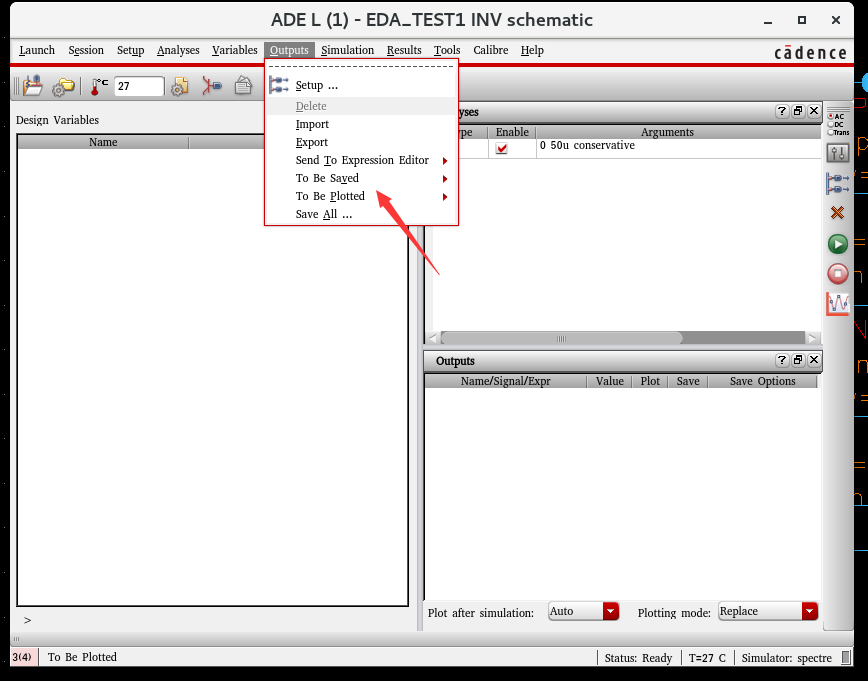 ADE L (1) - EDA_TEST1 INV schematic
Launch Session Setup Analyses Variables Outputs Simulation Results Tools Calibre Help
cādence
°C 27
Setup ...
Delete
Import
Export
Send To Expression Editor
To Be Saved
To Be Plotted
Save All ...
Design Variables
Name
yses
ype Enable Arguments
0 50u conservative
AC
DC
Trans
Outputs
Name/Signal/Expr Value Plot Save Save Options
Plot after simulation: Auto Plotting mode: Replace
>
3(4) To Be Plotted Status: Ready T=27 C Simulator: spectre